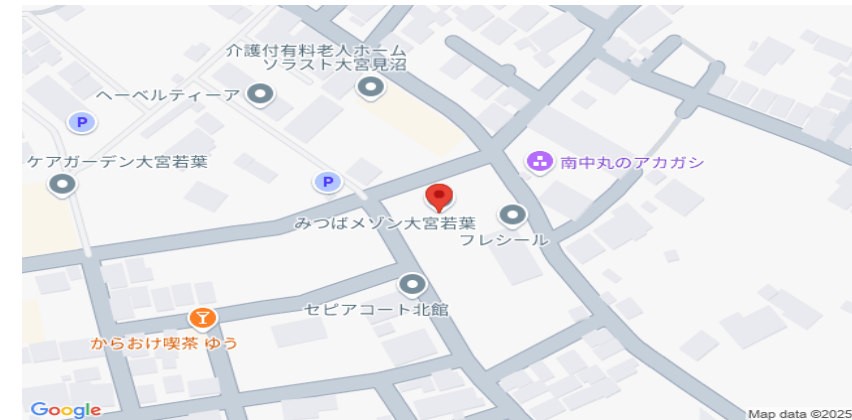 介護付有料老人ホーム
ソラスト大宮見沼
ヘーベルティーア
P
ケアガーデン大宮若葉
P
南中丸のアカガシ
みつばメゾン大宮若葉
フレシール
セピアコート北館
からおけ喫茶 ゆう
Google
Map data ©2025